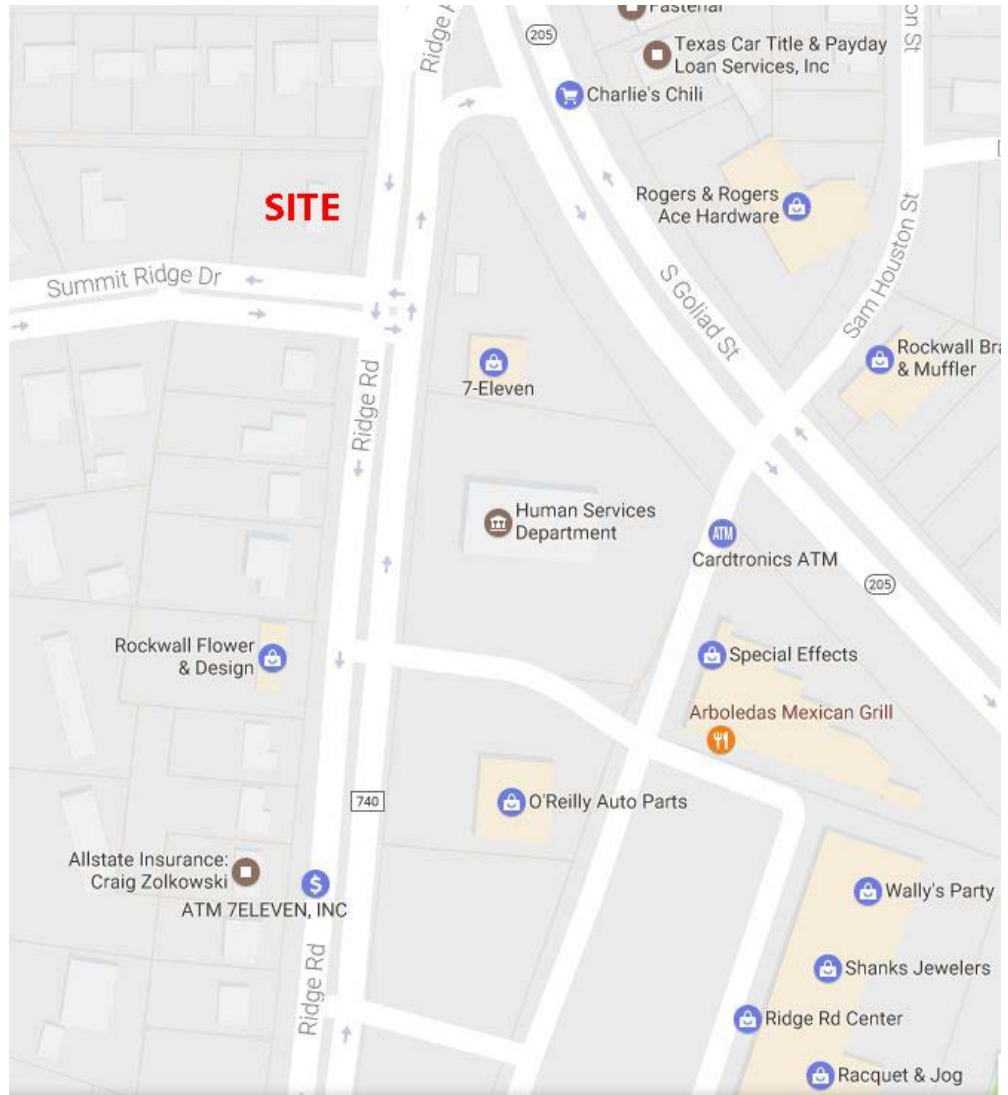 Ridge
205
Texas Car Title & Payday
Loan Services, Inc
Charlie's Chili
SITE
Rogers & Rogers
Ace Hardware
Sam Houston St
Summit Ridge Dr
S Goliad St
Rockwall
& Muffler
7-Eleven
Ridge Rd
Human Services
Department
ATM
Cardtronics ATM
205
Rockwall Flower
& Design
Special Effects
Arboledas Mexican Grill
740
O'Reilly Auto Parts
Allstate Insurance:
Craig Zolkowski
$
ATM 7ELEVEN, INC
Wally's Party
Ridge Rd
Shanks Jewelers
Ridge Rd Center
Racquet & Jog